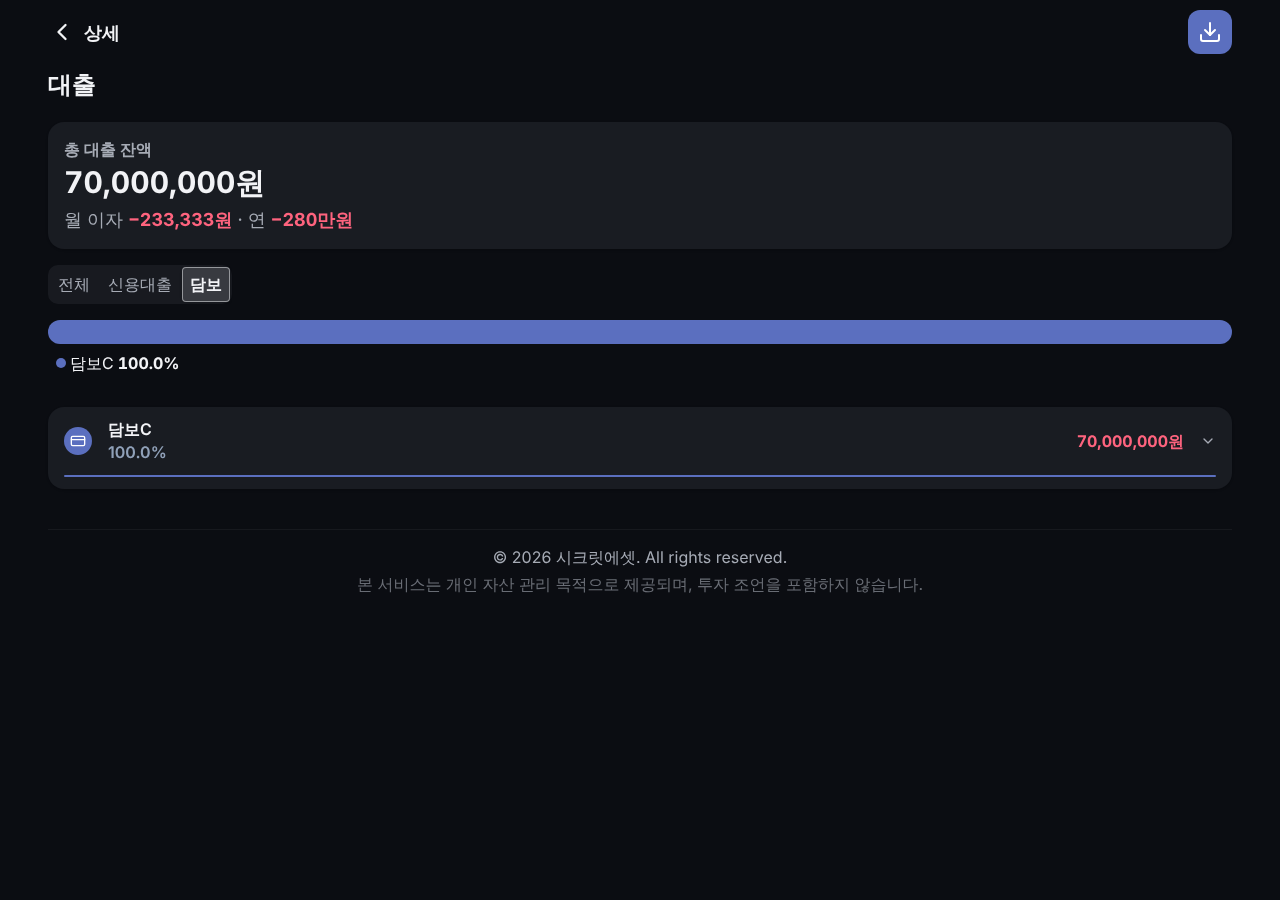 상세
대출
총 대출 잔액
70,000,000원
월 이자 −233,333원 · 연 −280만원
전체 신용대출 담보
담보C 100.0%
담보C
100.0%
70,000,000원
© 2026 시크릿에셋. All rights reserved.
본 서비스는 개인 자산 관리 목적으로 제공되며, 투자 조언을 포함하지 않습니다.